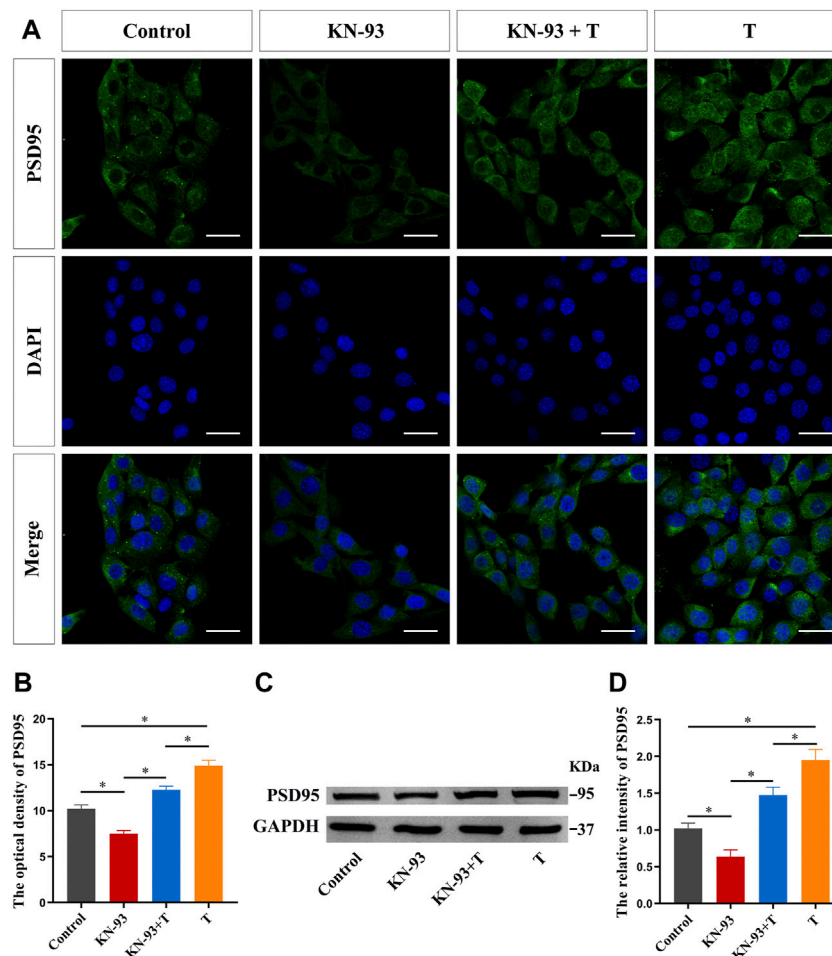 A
Control
KN-93
KN-93 + T
T
PSD95
DAPI
Merge
B
The optical density of PSD95
20
15
10
5
0
*
*
*
*
Control
KN-93
KN-93+T
T
C
KDa
PSD95
–95
GAPDH
–37
Control
KN-93
KN-93+T
T
D
The relative intensity of PSD95
2.5
2.0
1.5
1.0
0.5
0.0
*
*
*
*
Control
KN-93
KN-93+T
T